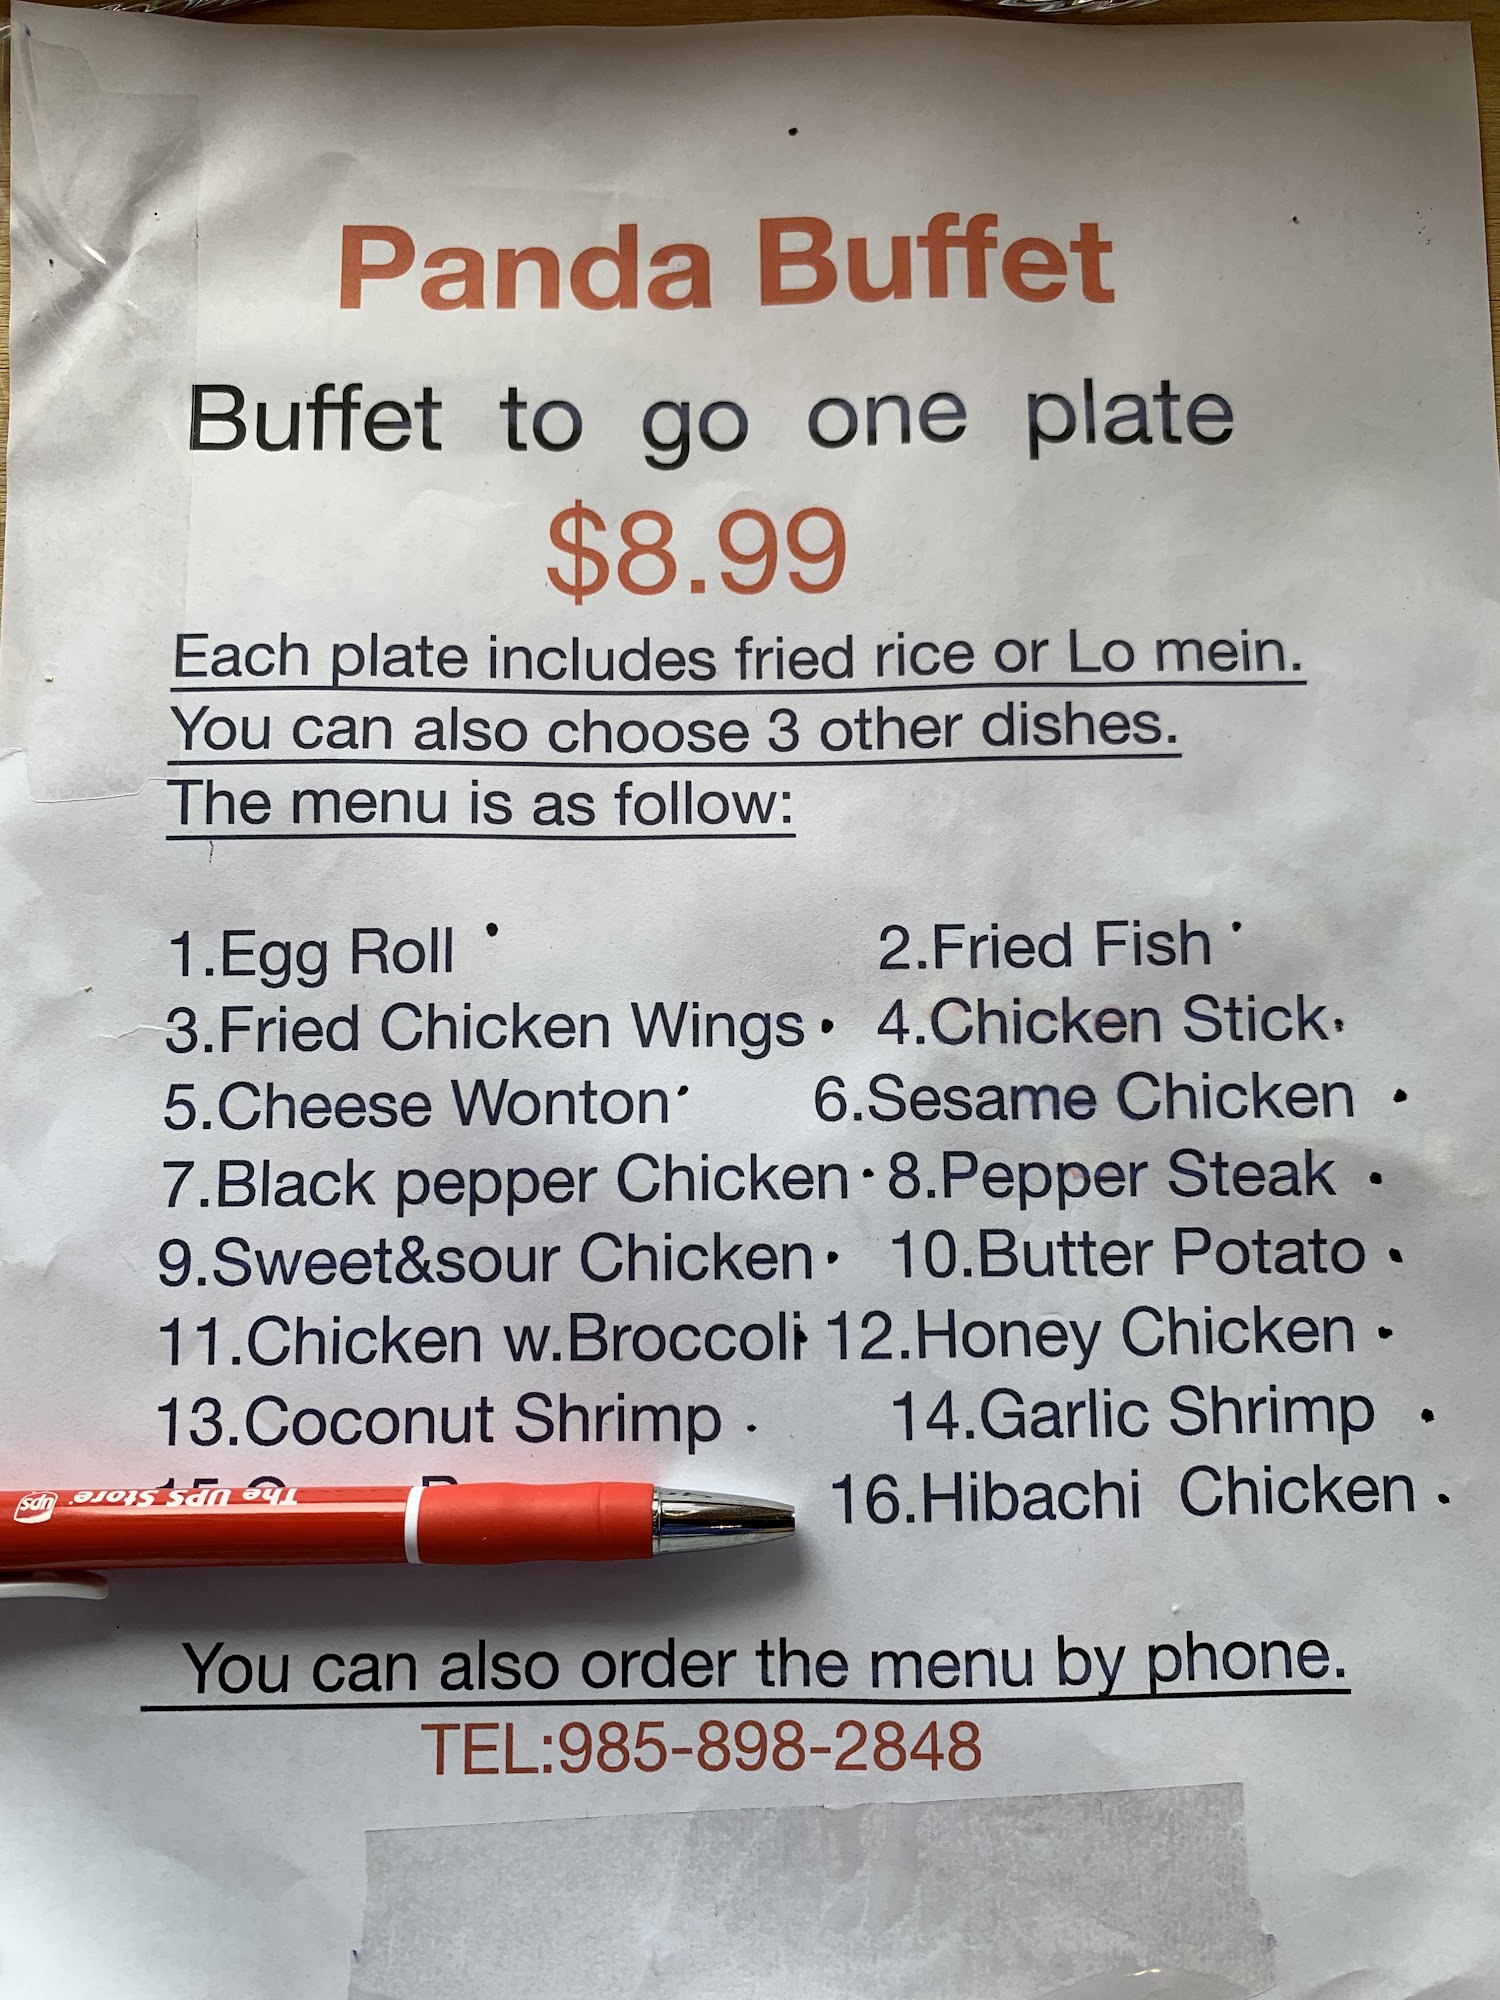 Panda Buffet
Buffet to go one plate
$8.99
Each plate includes fried rice or Lo mein.
You can also choose 3 other dishes.
The menu is as follow:
1.Egg Roll
2.Fried Fish
3.Fried Chicken Wings
4.Chicken Stick
5.Cheese Wonton
6.Sesame Chicken
7.Black pepper Chicken
8.Pepper Steak
9.Sweet&sour Chicken
10.Butter Potato
11.Chicken w.Broccoli
12.Honey Chicken
13.Coconut Shrimp
14.Garlic Shrimp
16.Hibachi Chicken
ups The UPS Store
You can also order the menu by phone.
TEL:985-898-2848